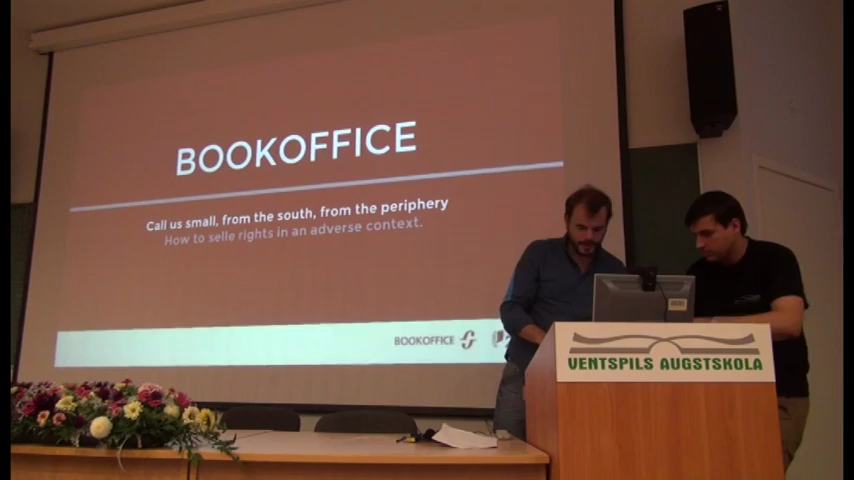 BOOKOFFICE
Call us small, from the south, from the periphery
How to selle rights in an adverse context.
BOOKOFFICE
VENTSPILS AUGSTSKOLA